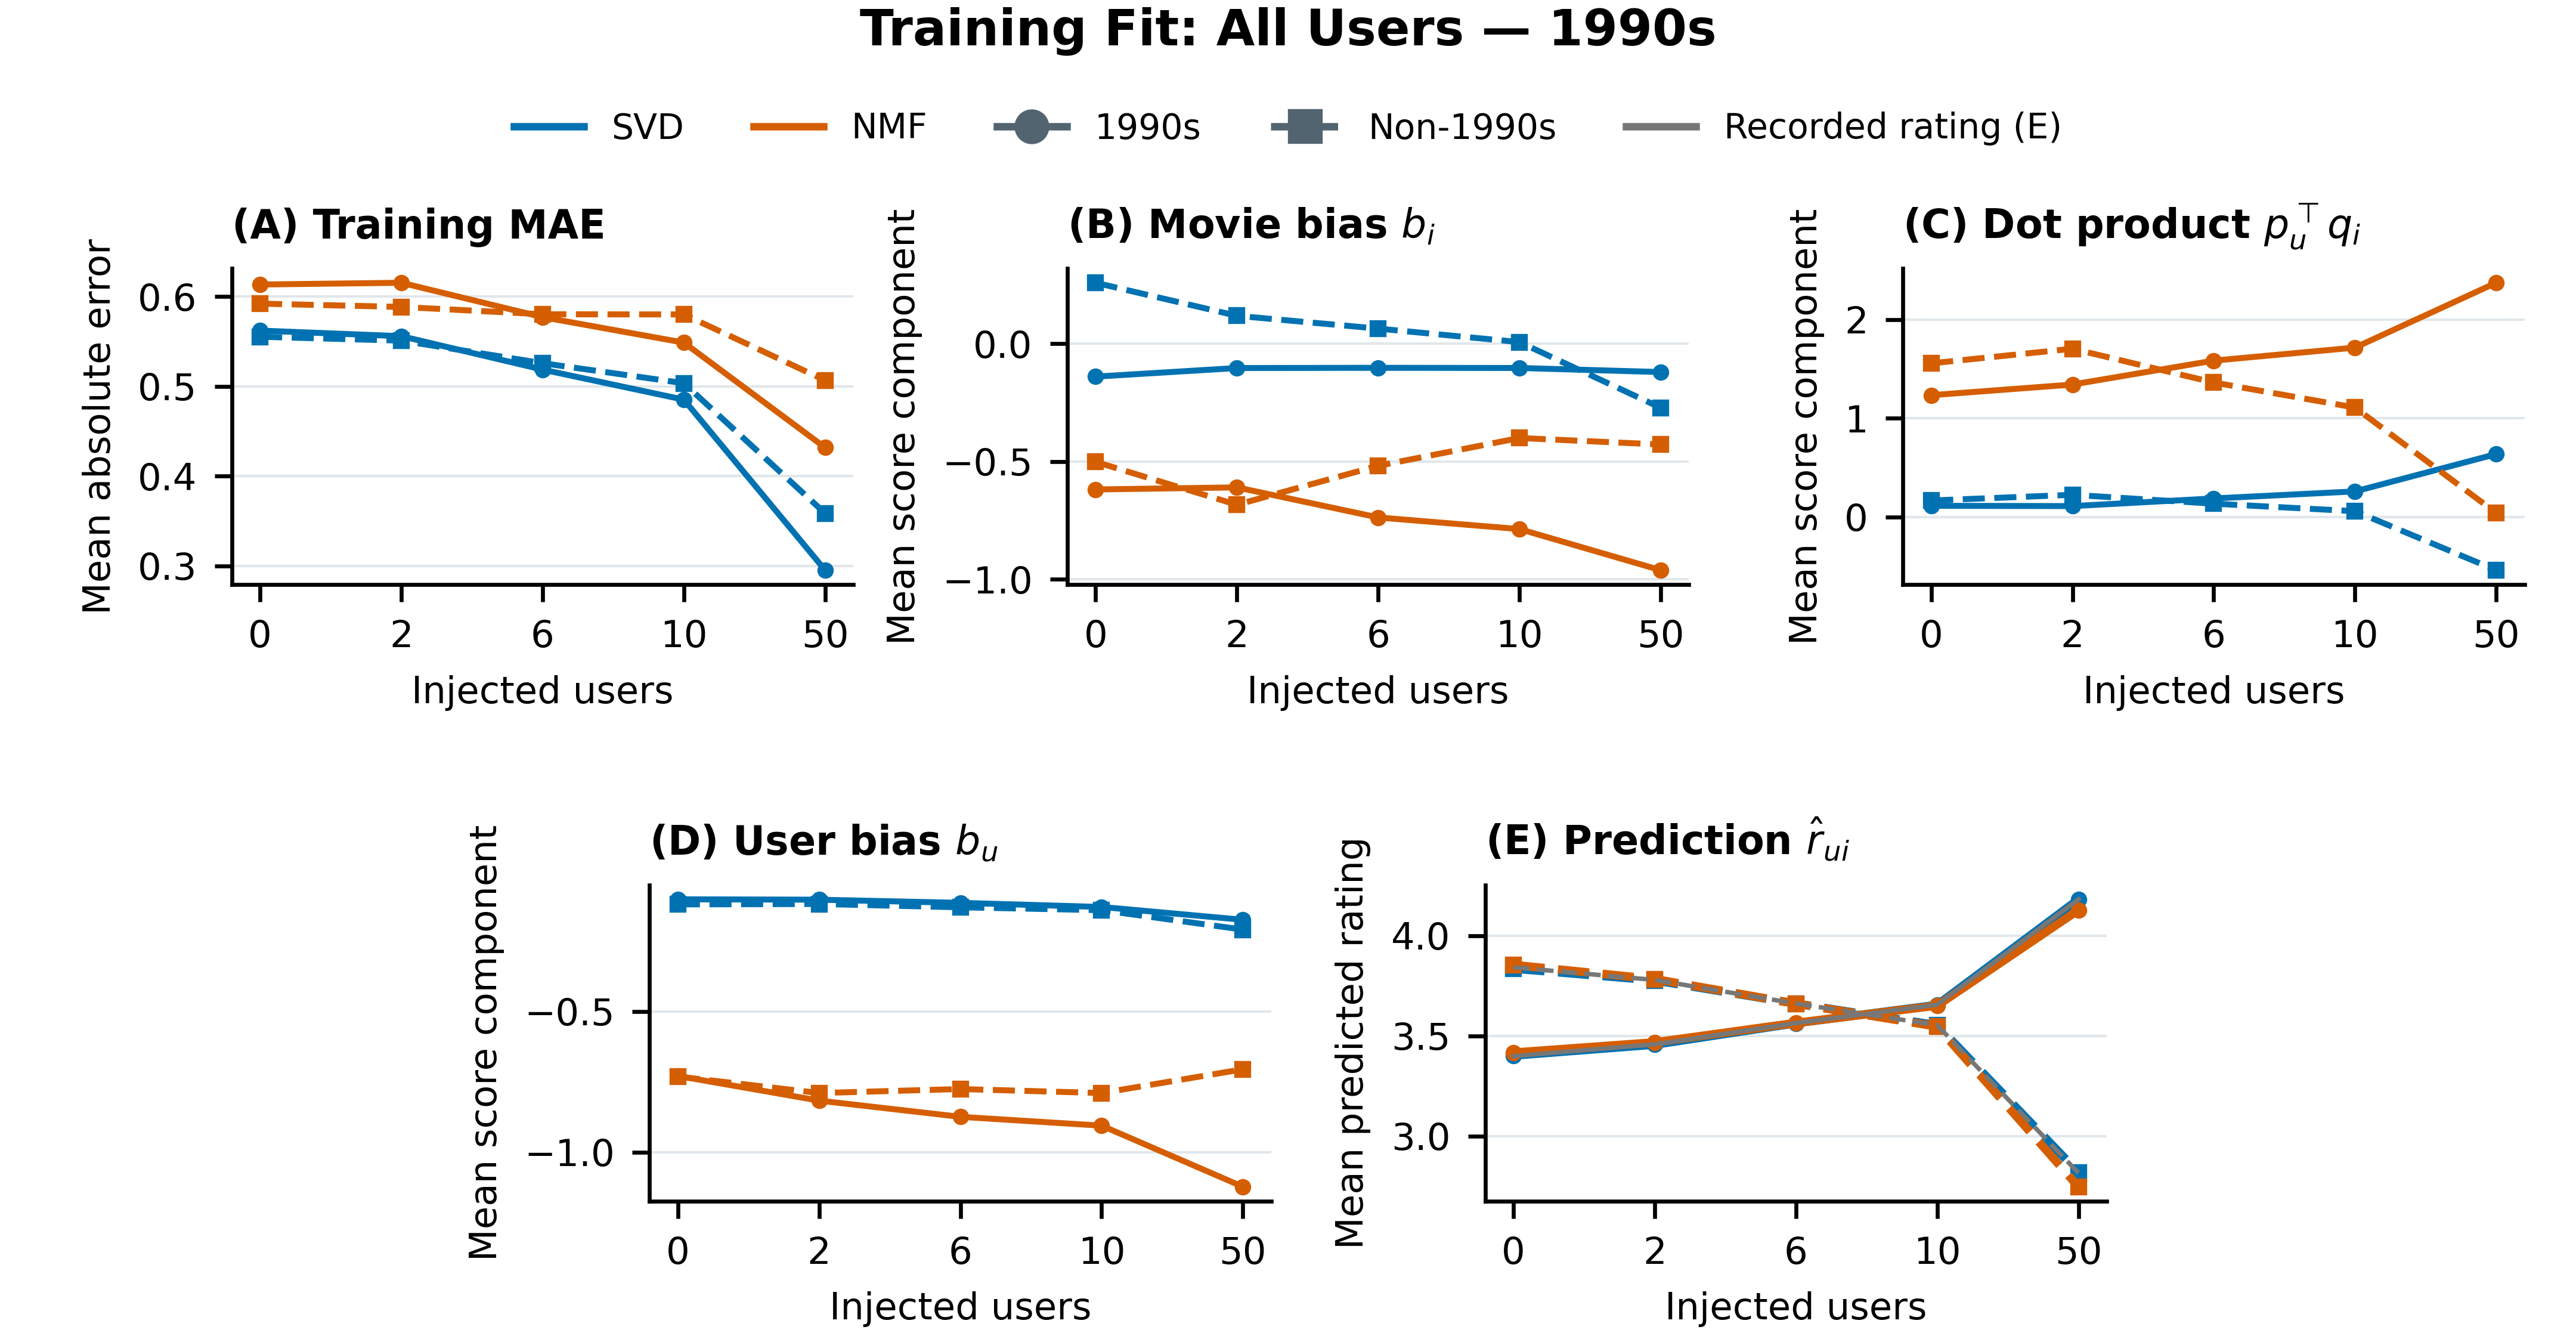 Training Fit: All Users — 1990s
SVD NMF 1990s Non-1990s Recorded rating (E)
(A) Training MAE
Mean absolute error
0.6
0.5
0.4
0.3
0 2 6 10 50
Injected users
(B) Movie bias b_i
Mean score component
0.0
−0.5
−1.0
0 2 6 10 50
Injected users
(C) Dot product p_u^⊤ q_i
Mean score component
2
1
0
0 2 6 10 50
Injected users
(D) User bias b_u
Mean score component
−0.5
−1.0
0 2 6 10 50
Injected users
(E) Prediction r̂_ui
Mean predicted rating
4.0
3.5
3.0
0 2 6 10 50
Injected users